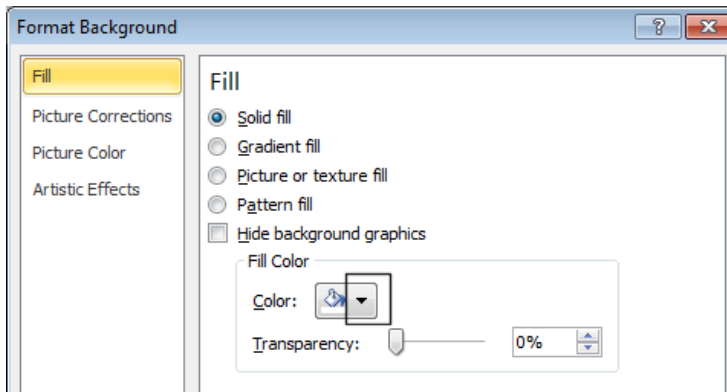 Format Background
Fill
Picture Corrections
Picture Color
Artistic Effects
Fill
Solid fill
Gradient fill
Picture or texture fill
Pattern fill
Hide background graphics
Fill Color
Color:
Transparency: 0%